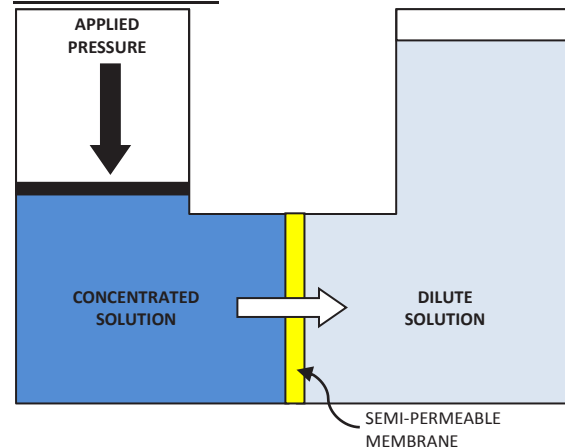 APPLIED
PRESSURE
CONCENTRATED
SOLUTION
DILUTE
SOLUTION
SEMI-PERMEABLE
MEMBRANE